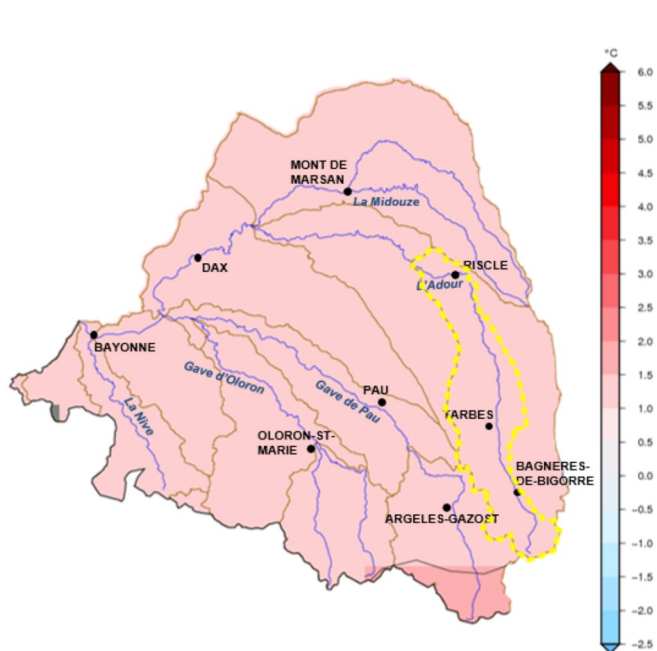 °C
6.0
5.5
5.0
4.5
4.0
3.5
3.0
2.5
2.0
1.5
1.0
0.5
0.0
−0.5
−1.0
−1.5
−2.0
−2.5
MONT DE
MARSAN
La Midouze
DAX
RISCLE
L'Adour
BAYONNE
Gave d'Oloron
Gave de Pau
PAU
La Nive
ARBES
OLORON-ST-
MARIE
BAGNERES-
DE-BIGORRE
ARGELES-GAZOST